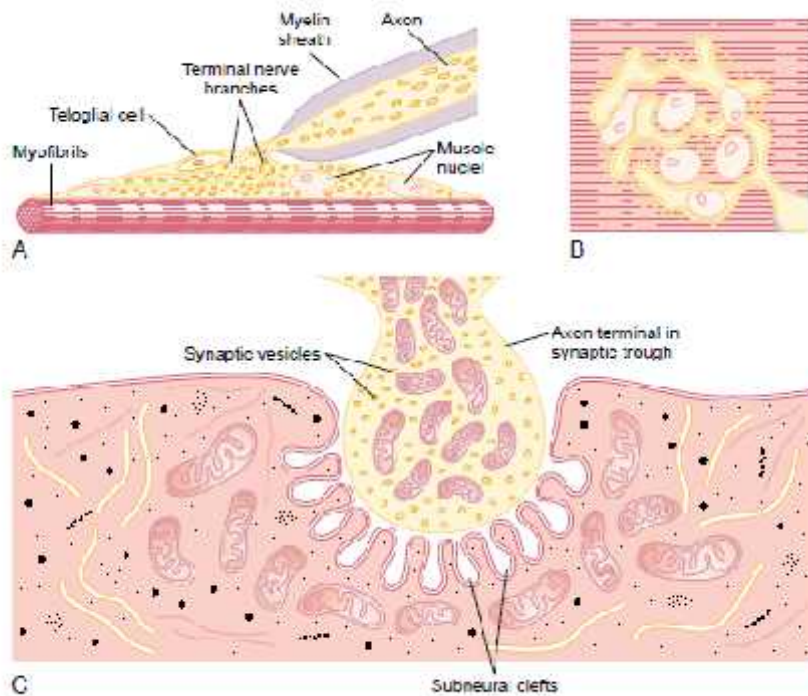 Myelin
sheath
Axon
Terminal nerve
branches
Teloglial cell
Myofibrils
Muscle
nuclei
A
B
Synaptic vesicles
Axon terminal in
synaptic trough
C
Subneural clefts